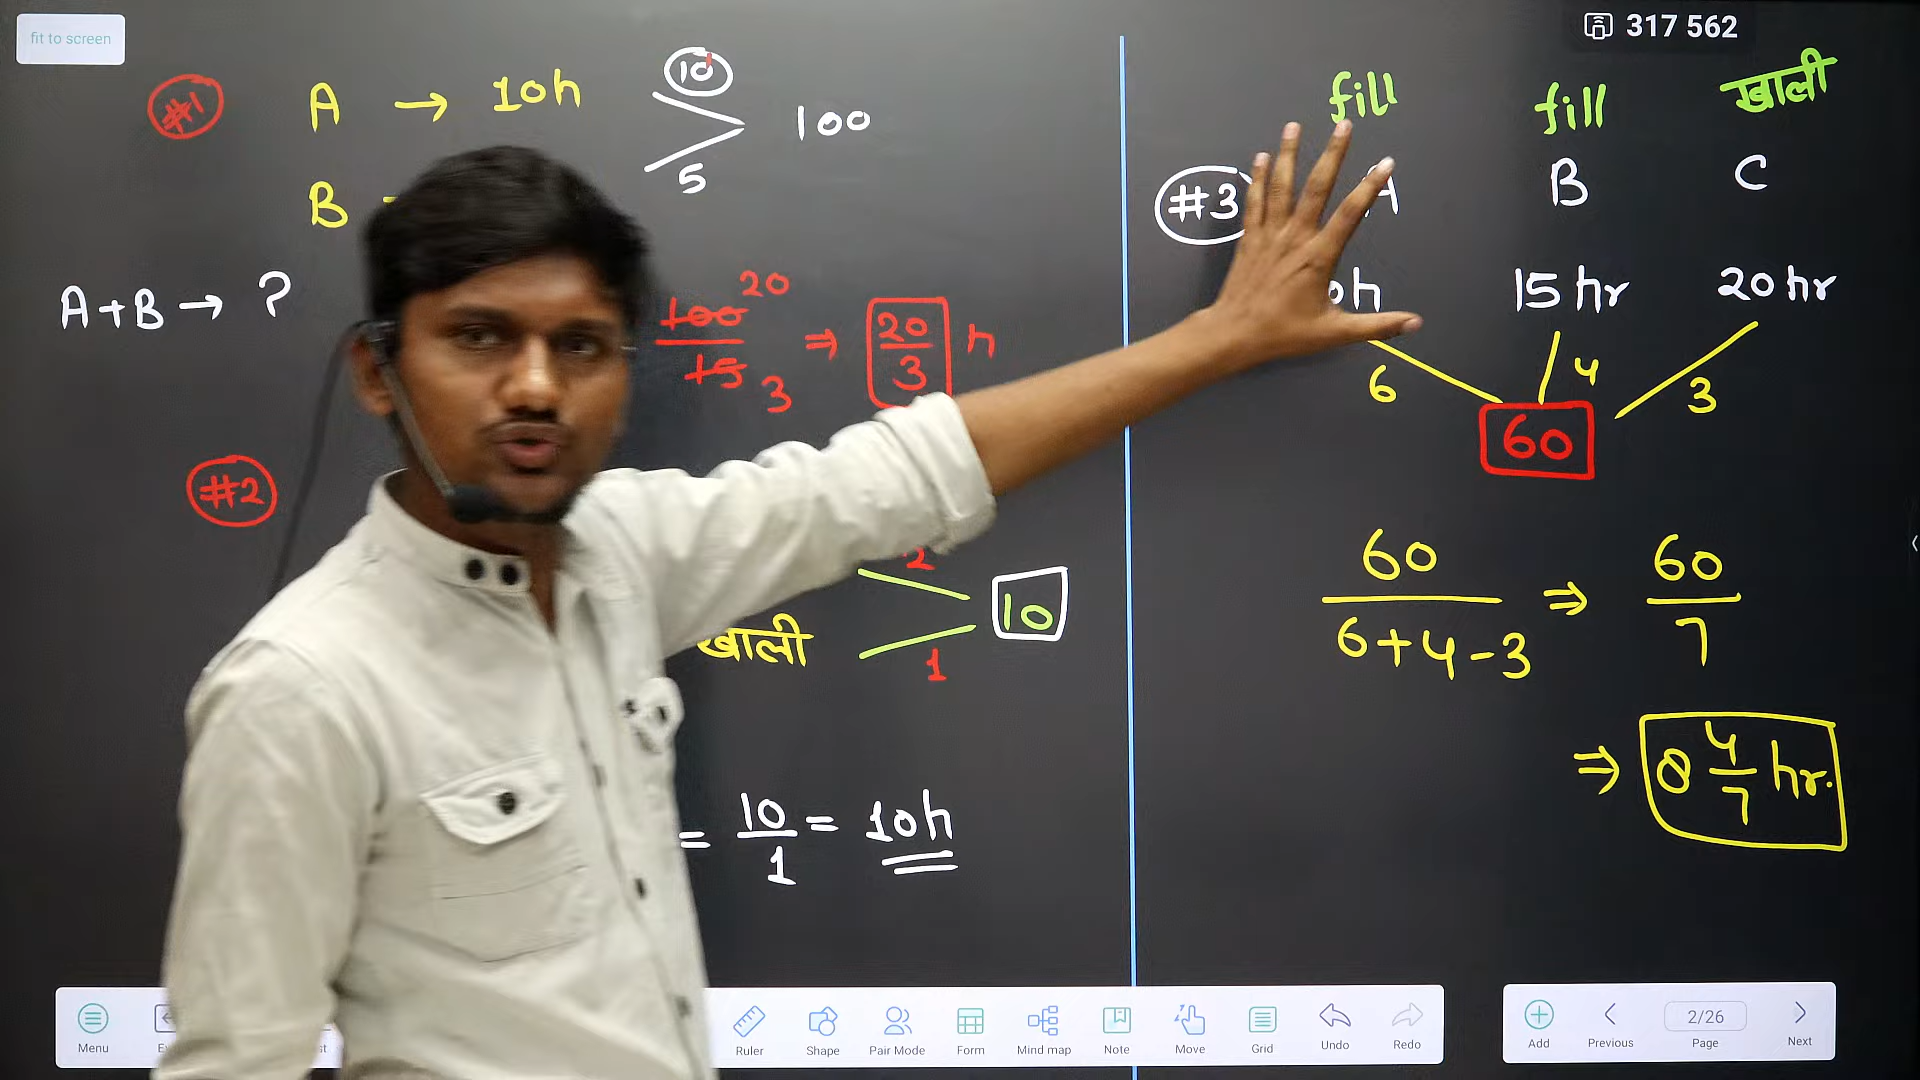 fit to screen
317 562
#1
A → 10h
10
5
100
B
A+B → ?
100 20
15 3
⇒ 20/3 h
#2
2
खाली
1
10
= 10/1 = 10h
fill fill खाली
#3 A B C
0h 15 hr 20 hr
6 4 3
60
60/(6+4-3) ⇒ 60/7
⇒ 8 4/7 hr.
Menu
Ruler Shape Pair Mode Form Mind map Note Move Grid Undo Redo
Add Previous 2/26 Page Next